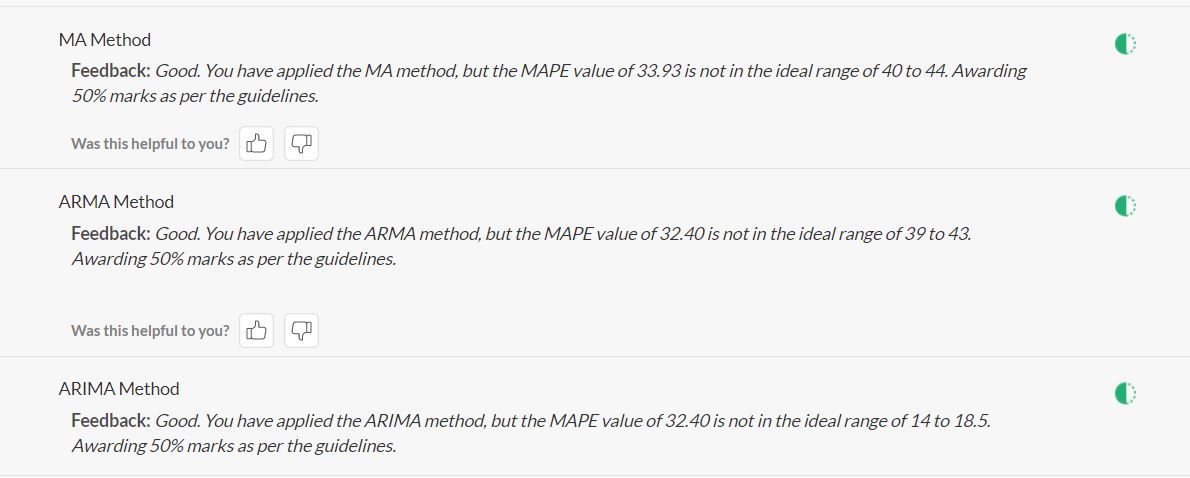 MA Method
Feedback: Good. You have applied the MA method, but the MAPE value of 33.93 is not in the ideal range of 40 to 44. Awarding
50% marks as per the guidelines.
Was this helpful to you?
ARMA Method
Feedback: Good. You have applied the ARMA method, but the MAPE value of 32.40 is not in the ideal range of 39 to 43.
Awarding 50% marks as per the guidelines.
Was this helpful to you?
ARIMA Method
Feedback: Good. You have applied the ARIMA method, but the MAPE value of 32.40 is not in the ideal range of 14 to 18.5.
Awarding 50% marks as per the guidelines.